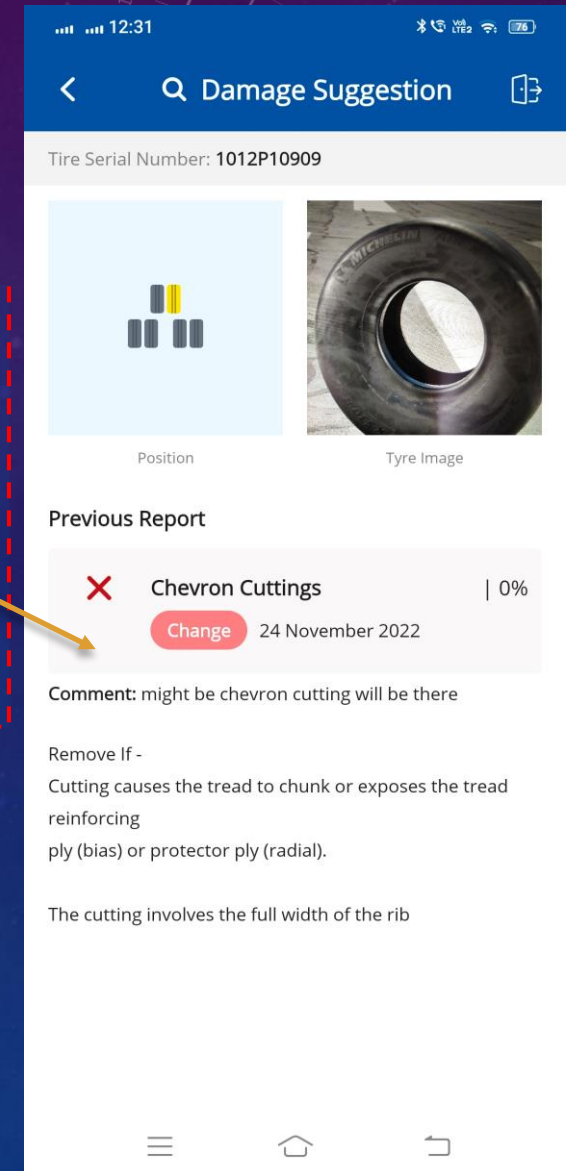 12:31
Vo) LTE2 76
Damage Suggestion
Tire Serial Number: 1012P10909
MICHELIN
Position
Tyre Image
Previous Report
Chevron Cuttings | 0%
Change 24 November 2022
Comment: might be chevron cutting will be there
Remove If -
Cutting causes the tread to chunk or exposes the tread
reinforcing
ply (bias) or protector ply (radial).
The cutting involves the full width of the rib